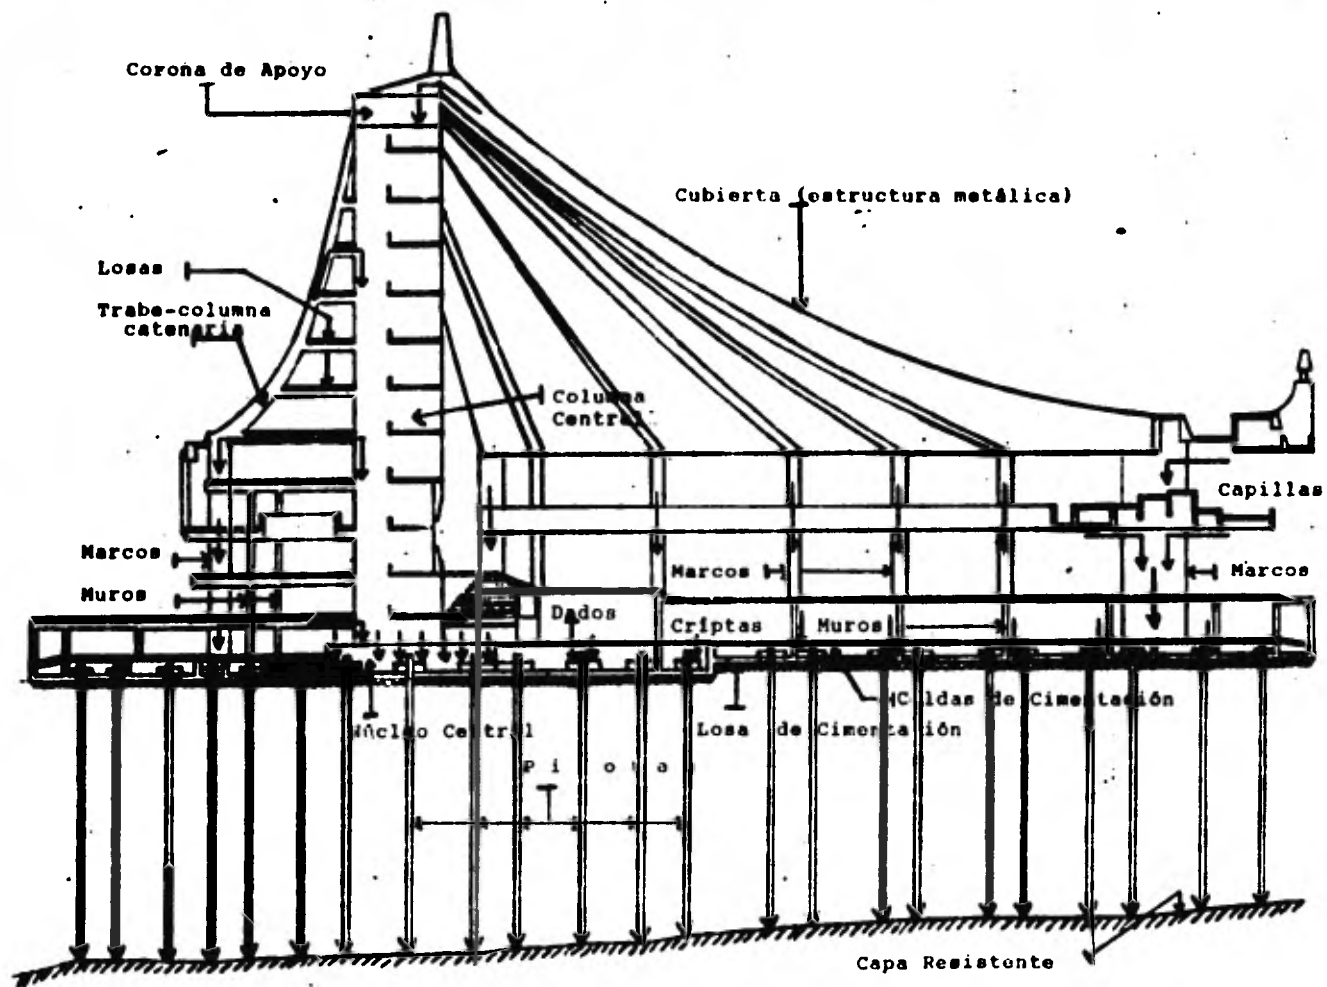 Corona de Apoyo
Cubierta (estructura metálica)
Losas
Trabe-columna
catenaria
Columna
Central
Capillas
Marcos
Marcos
Marcos
Muros
Dados
Criptas
Muros
Celdas de Cimentación
Núcleo Central
Losa de Cimentación
Capa Resistente